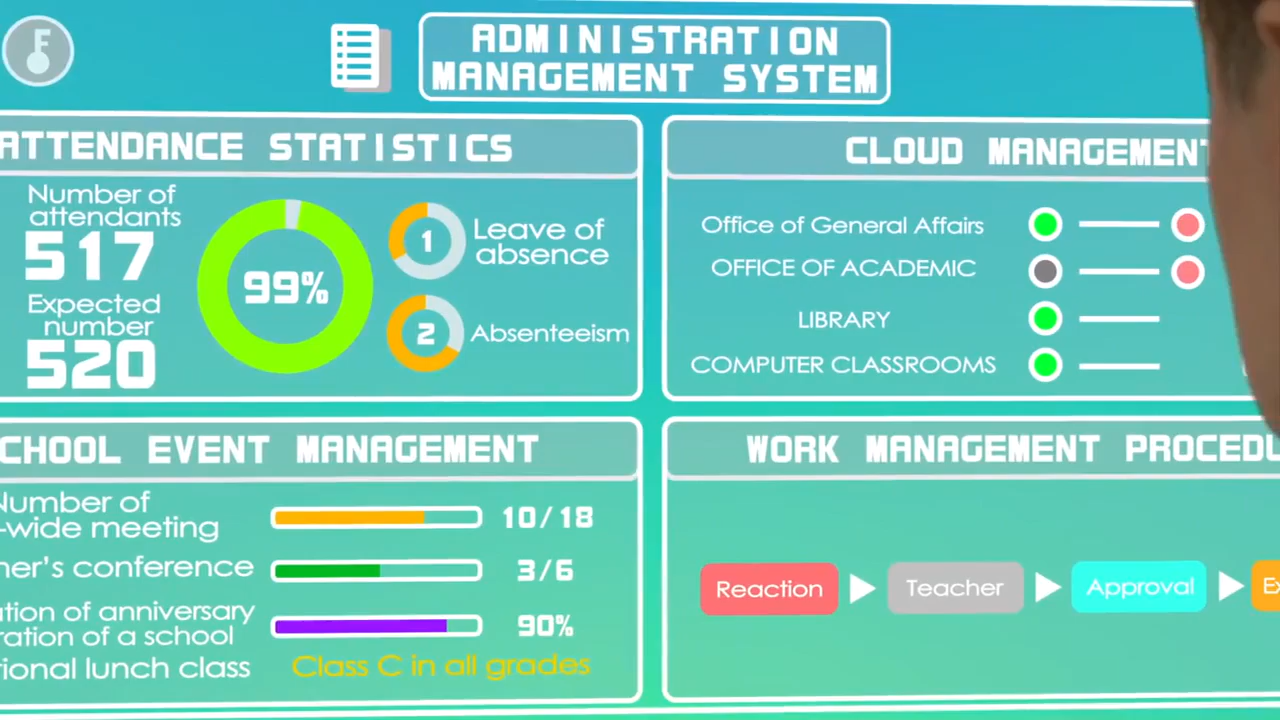 F
ADMINISTRATION
MANAGEMENT SYSTEM
ATTENDANCE STATISTICS
Number of
attendants
517
Expected
number
520
99%
1
Leave of
absence
2
Absenteeism
CLOUD MANAGEMENT
Office of General Affairs
OFFICE OF ACADEMIC
LIBRARY
COMPUTER CLASSROOMS
CHOOL EVENT MANAGEMENT
Number of
-wide meeting
10/18
her's conference
3/6
ation of anniversary
ration of a school
90%
tional lunch class
Class C in all grades
WORK MANAGEMENT PROCEDU
Reaction
Teacher
Approval
Ex